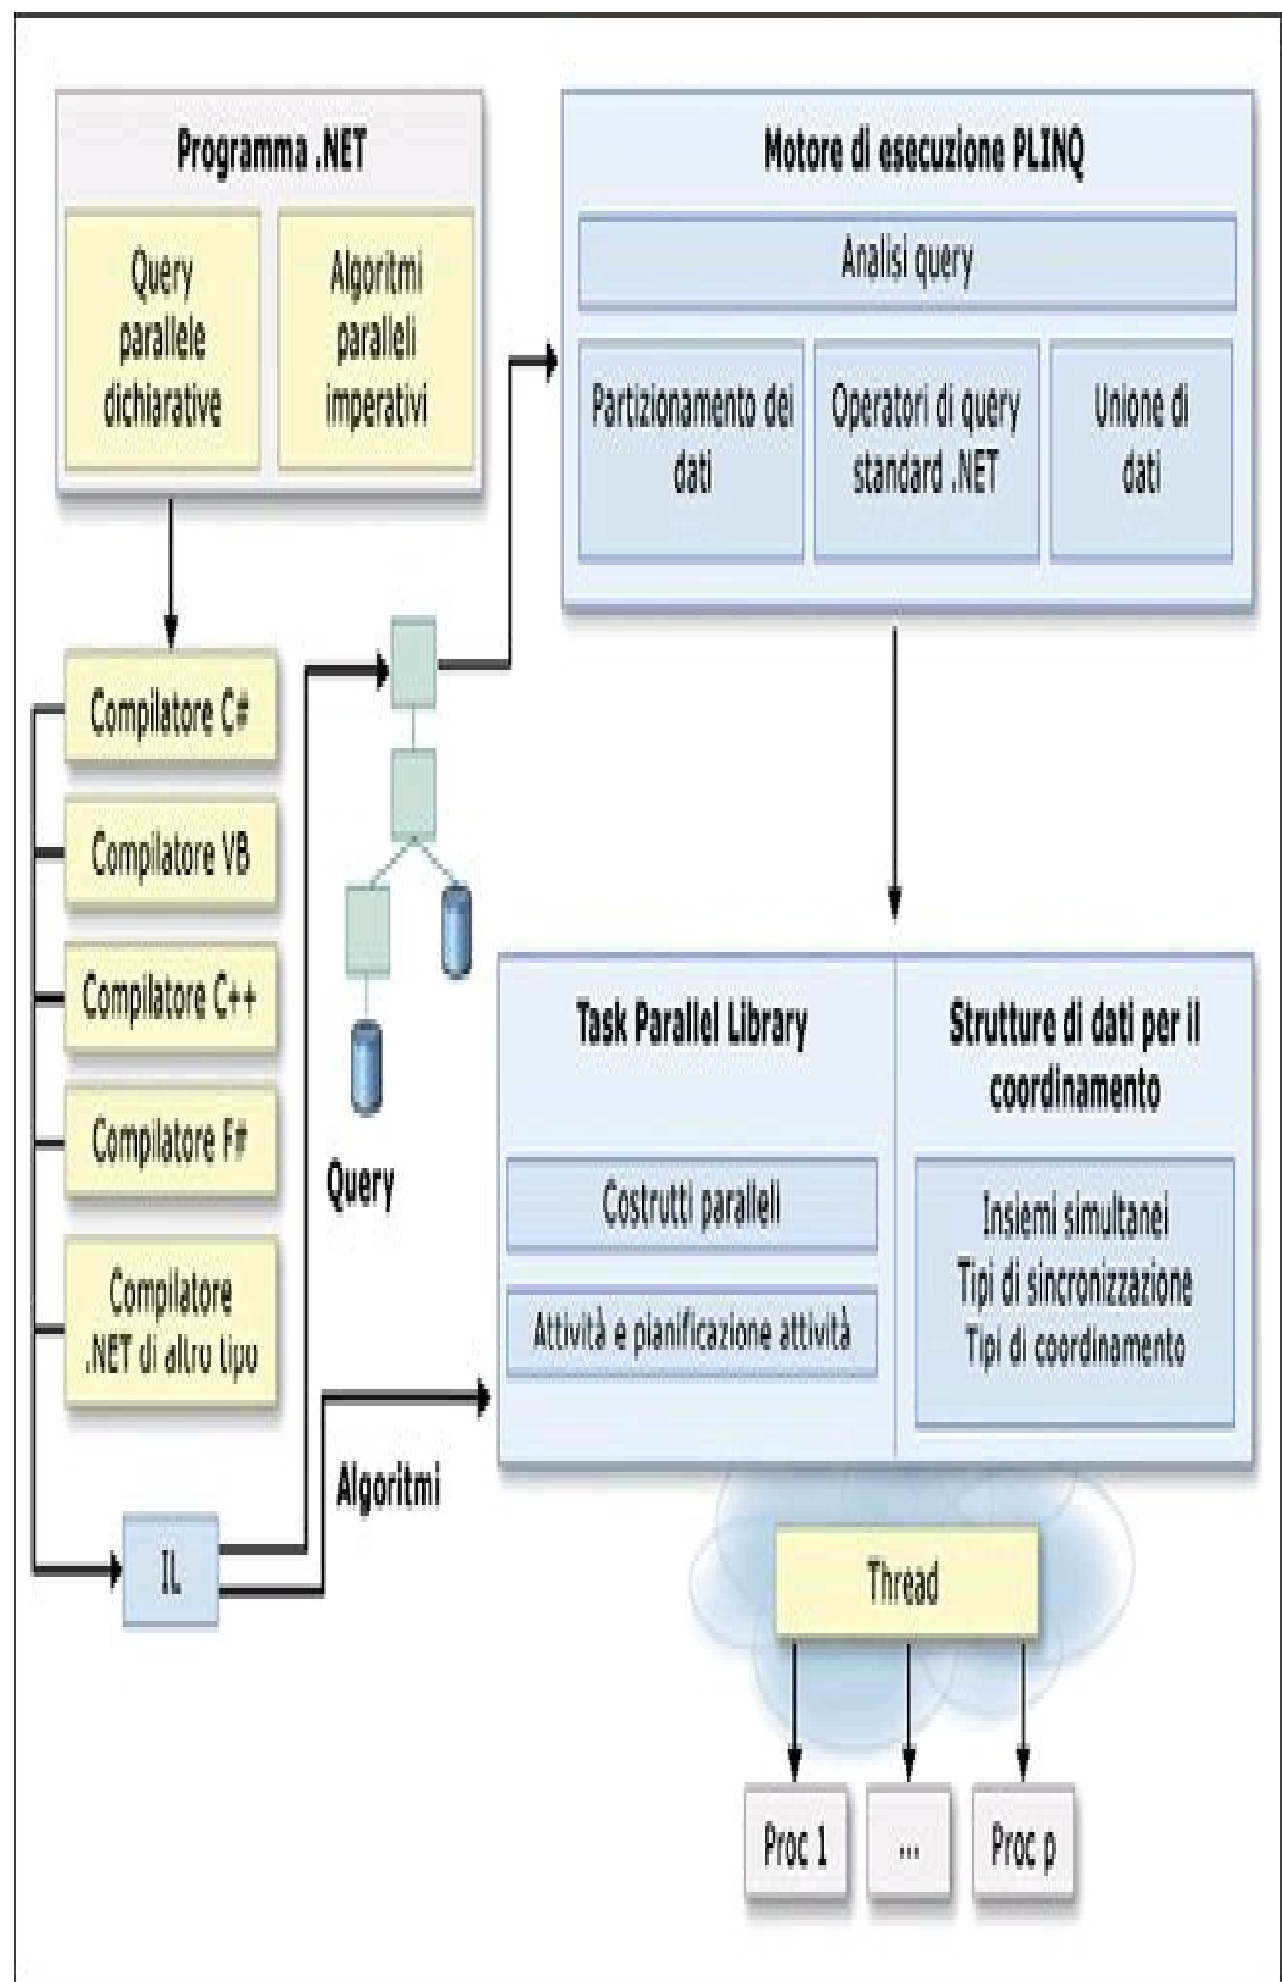 Programma .NET
Query
parallele
dichiarative
Algoritmi
paralleli
imperativi
Motore di esecuzione PLINQ
Analisi query
Partizionamento dei
dati
Operatori di query
standard .NET
Unione di
dati
Compilatore C#
Compilatore VB
Compilatore C++
Compilatore F#
Compilatore
.NET di altro tipo
IL
Query
Algoritmi
Task Parallel Library
Costrutti paralleli
Attività e pianificazione attività
Strutture di dati per il
coordinamento
Insiemi simultanei
Tipi di sincronizzazione
Tipi di coordinamento
Thread
Proc 1
...
Proc p